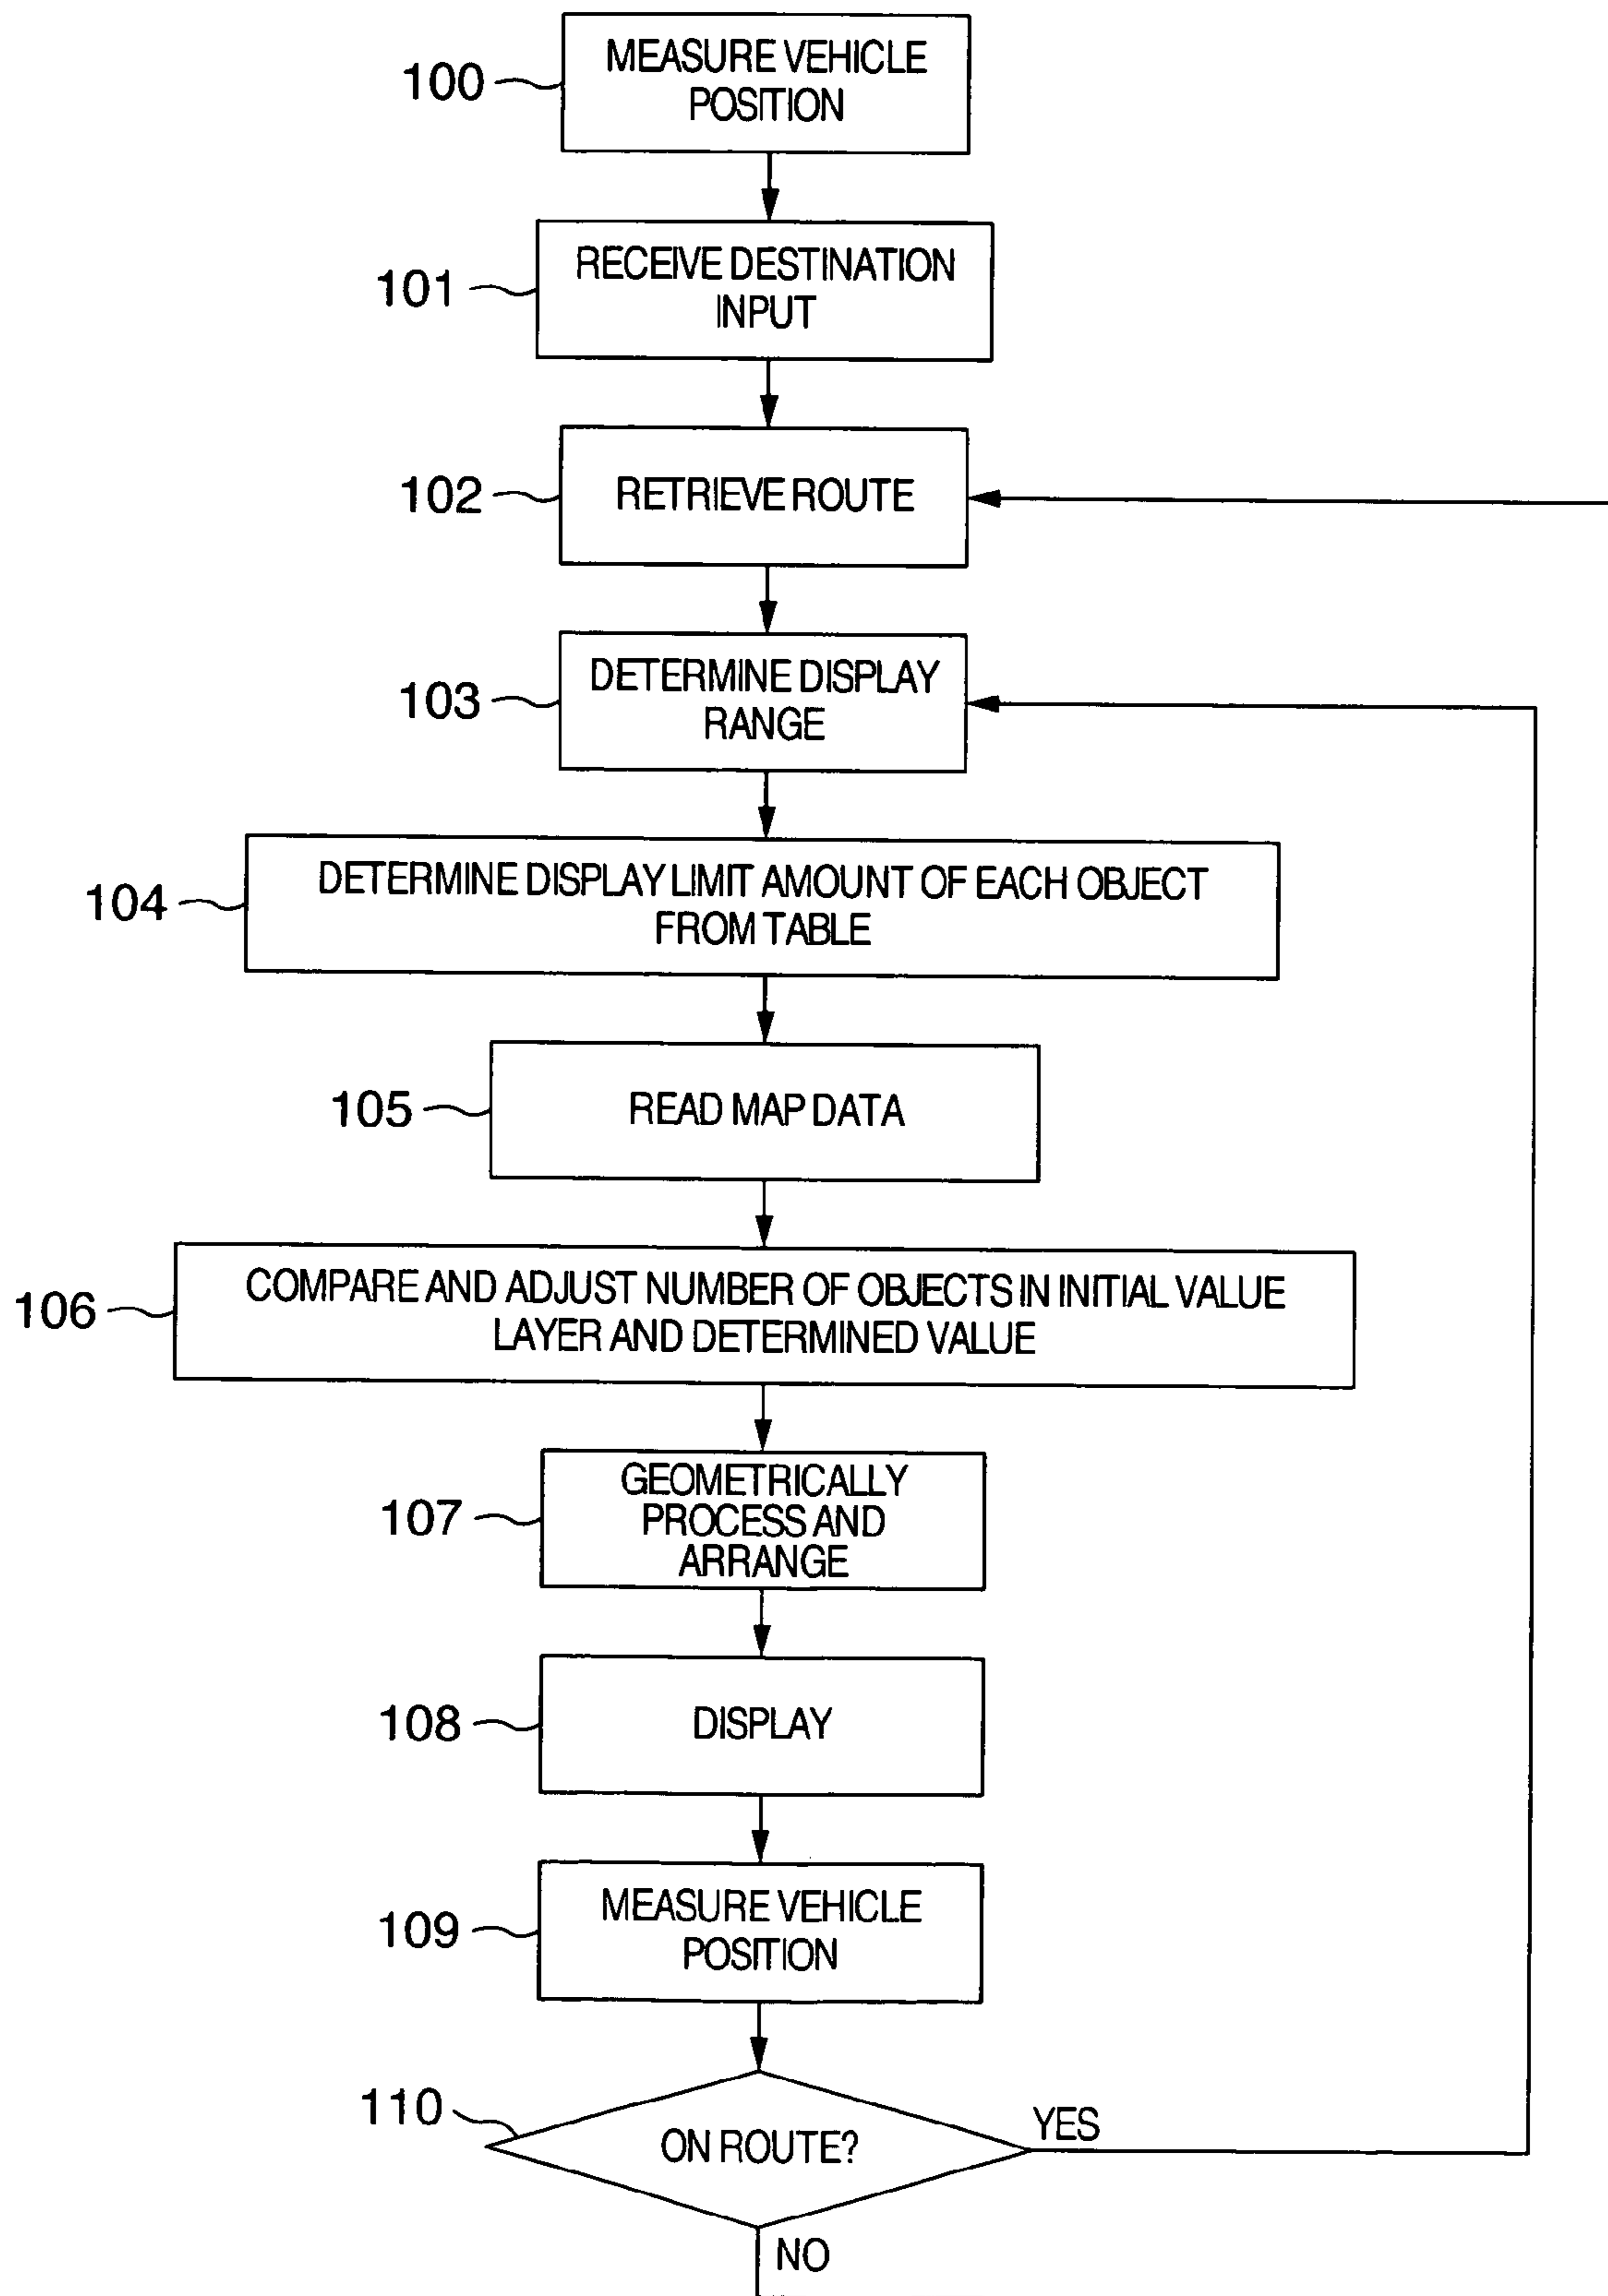 100
MEASURE VEHICLE
POSITION
101
RECEIVE DESTINATION
INPUT
102
RETRIEVE ROUTE
103
DETERMINE DISPLAY
RANGE
104
DETERMINE DISPLAY LIMIT AMOUNT OF EACH OBJECT
FROM TABLE
105
READ MAP DATA
106
COMPARE AND ADJUST NUMBER OF OBJECTS IN INITIAL VALUE
LAYER AND DETERMINED VALUE
107
GEOMETRICALLY
PROCESS AND
ARRANGE
108
DISPLAY
109
MEASURE VEHICLE
POSITION
110
ON ROUTE?
YES
NO